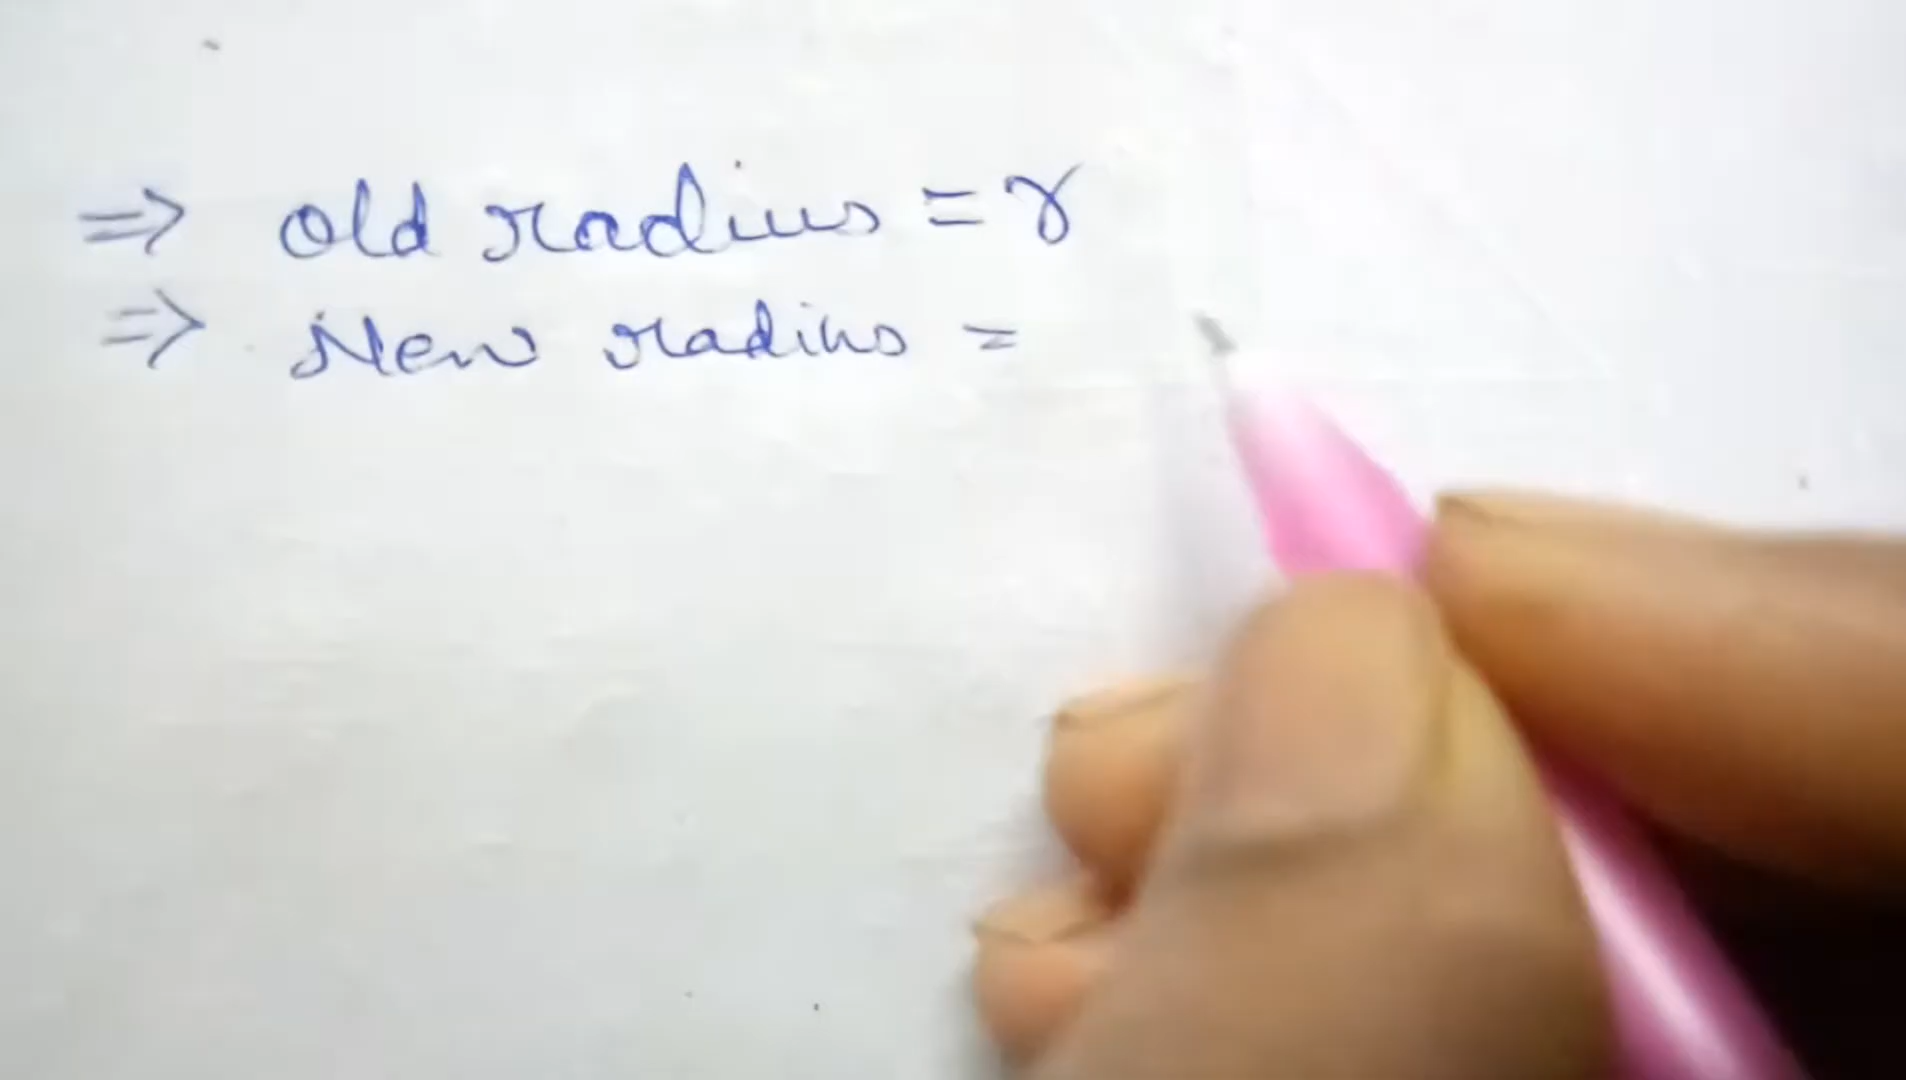 ⇒ old radius = r
⇒ New radius =